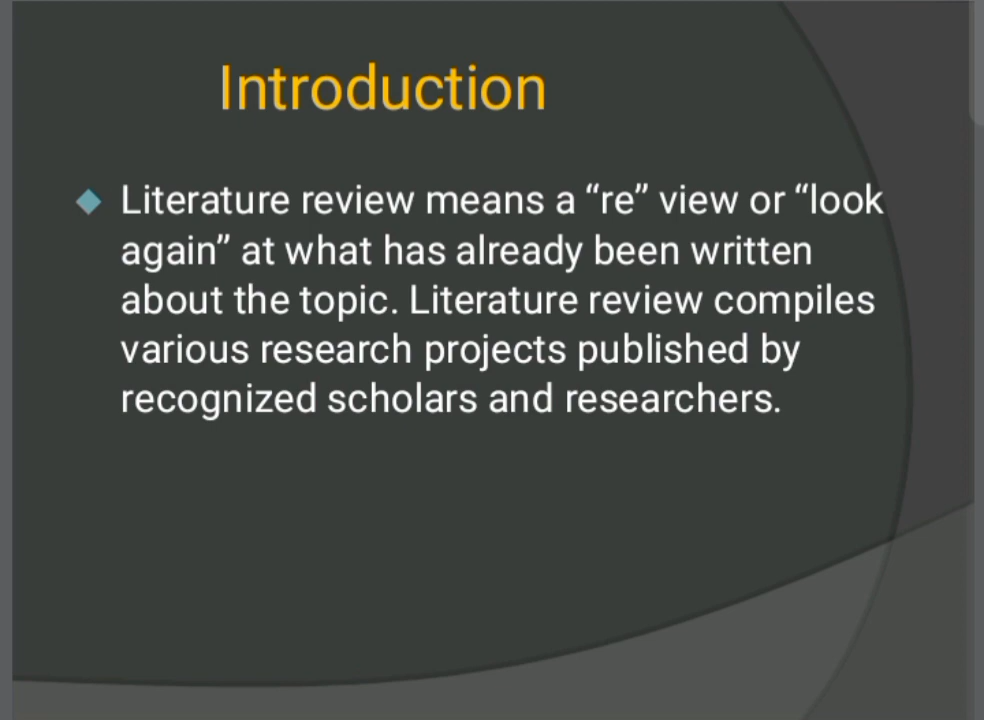 Introduction
Literature review means a “re” view or “look
again” at what has already been written
about the topic. Literature review compiles
various research projects published by
recognized scholars and researchers.